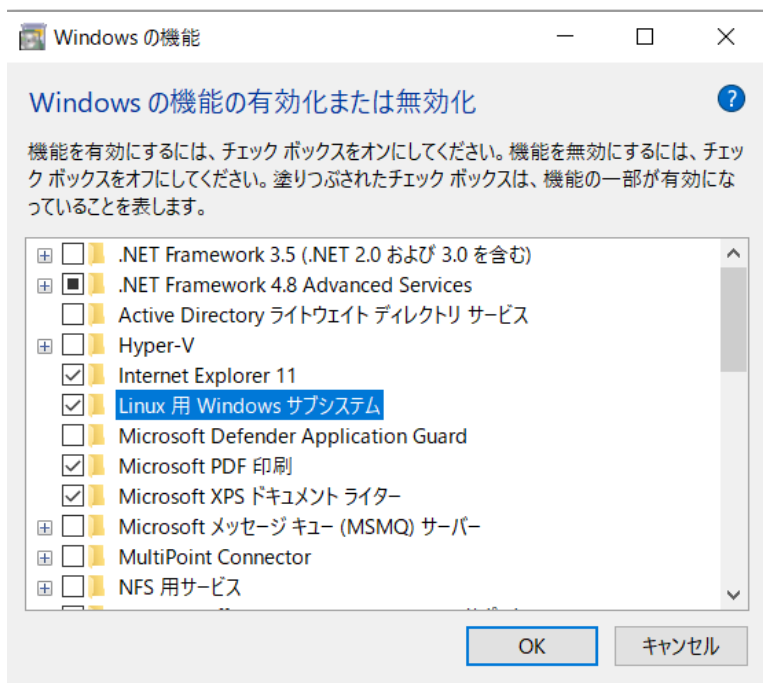 Windows の機能
Windows の機能の有効化または無効化
機能を有効にするには、チェック ボックスをオンにしてください。機能を無効にするには、チェッ
ク ボックスをオフにしてください。塗りつぶされたチェック ボックスは、機能の一部が有効にな
っていることを表します。
.NET Framework 3.5 (.NET 2.0 および 3.0 を含む)
.NET Framework 4.8 Advanced Services
Active Directory ライトウェイト ディレクトリ サービス
Hyper-V
Internet Explorer 11
Linux 用 Windows サブシステム
Microsoft Defender Application Guard
Microsoft PDF 印刷
Microsoft XPS ドキュメント ライター
Microsoft メッセージ キュー (MSMQ) サーバー
MultiPoint Connector
NFS 用サービス
OK
キャンセル